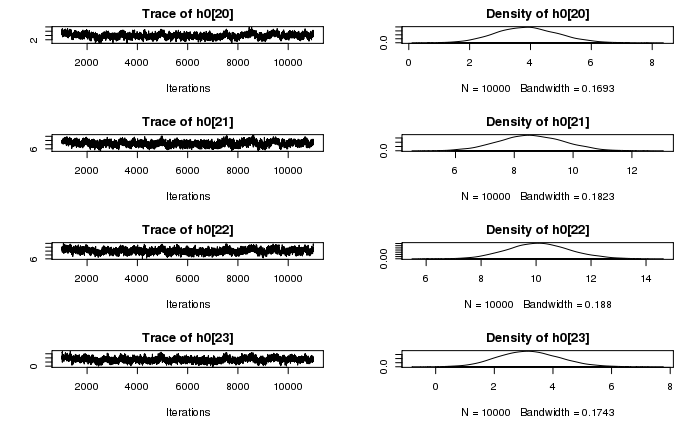 Trace of h0[20]
2
2000 4000 6000 8000 10000
Iterations
Density of h0[20]
0.0
0 2 4 6 8
N = 10000 Bandwidth = 0.1693
Trace of h0[21]
6
2000 4000 6000 8000 10000
Iterations
Density of h0[21]
0.0
6 8 10 12
N = 10000 Bandwidth = 0.1823
Trace of h0[22]
6
2000 4000 6000 8000 10000
Iterations
Density of h0[22]
0.00
6 8 10 12 14
N = 10000 Bandwidth = 0.188
Trace of h0[23]
0
2000 4000 6000 8000 10000
Iterations
Density of h0[23]
0.0
0 2 4 6 8
N = 10000 Bandwidth = 0.1743